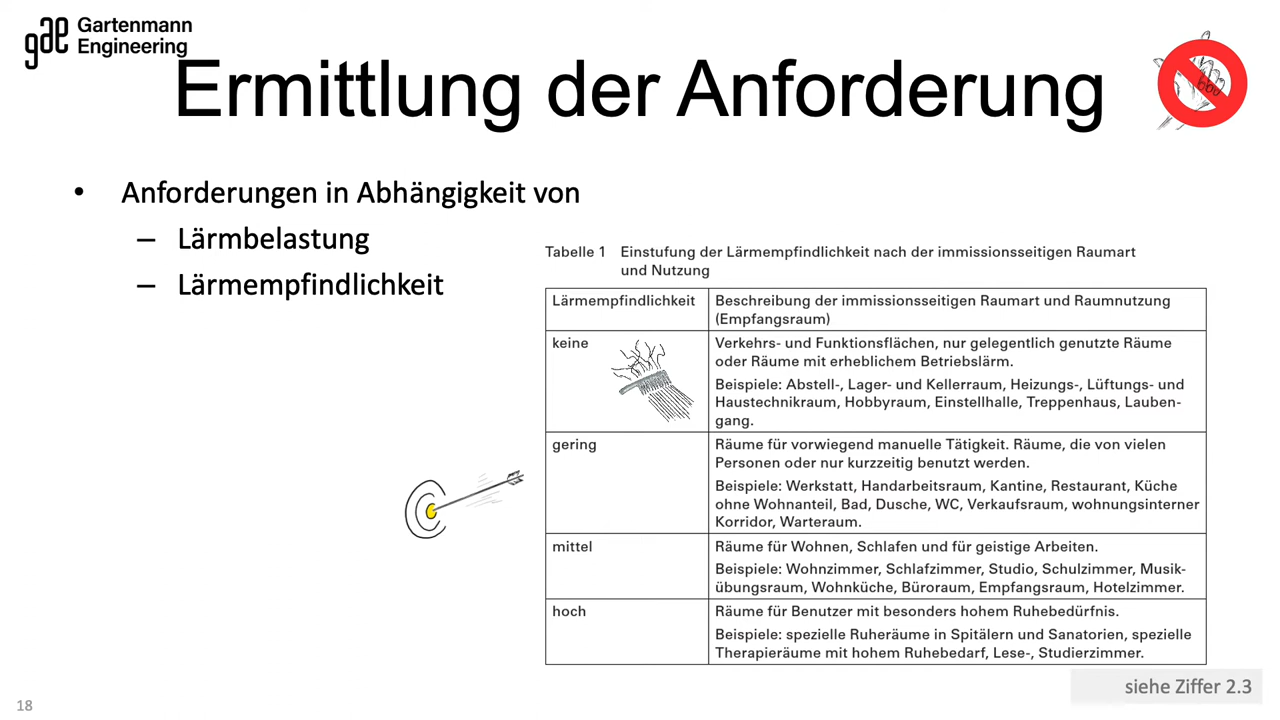 gae Gartenmann
Engineering
Ermittlung der Anforderung
• Anforderungen in Abhängigkeit von
– Lärmbelastung
– Lärmempfindlichkeit
Tabelle 1 Einstufung der Lärmempfindlichkeit nach der immissionsseitigen Raumart
und Nutzung
Lärmempfindlichkeit Beschreibung der immissionsseitigen Raumart und Raumnutzung
(Empfangsraum)
keine Verkehrs- und Funktionsflächen, nur gelegentlich genutzte Räume
oder Räume mit erheblichem Betriebslärm.
Beispiele: Abstell-, Lager- und Kellerraum, Heizungs-, Lüftungs- und
Haustechnikraum, Hobbyraum, Einstellhalle, Treppenhaus, Lauben-
gang.
gering Räume für vorwiegend manuelle Tätigkeit. Räume, die von vielen
Personen oder nur kurzzeitig benutzt werden.
Beispiele: Werkstatt, Handarbeitsraum, Kantine, Restaurant, Küche
ohne Wohnanteil, Bad, Dusche, WC, Verkaufsraum, wohnungsinterner
Korridor, Warteraum.
mittel Räume für Wohnen, Schlafen und für geistige Arbeiten.
Beispiele: Wohnzimmer, Schlafzimmer, Studio, Schulzimmer, Musik-
übungsraum, Wohnküche, Büroraum, Empfangsraum, Hotelzimmer.
hoch Räume für Benutzer mit besonders hohem Ruhebedürfnis.
Beispiele: spezielle Ruheräume in Spitälern und Sanatorien, spezielle
Therapieräume mit hohem Ruhebedarf, Lese-, Studierzimmer.
siehe Ziffer 2.3
18